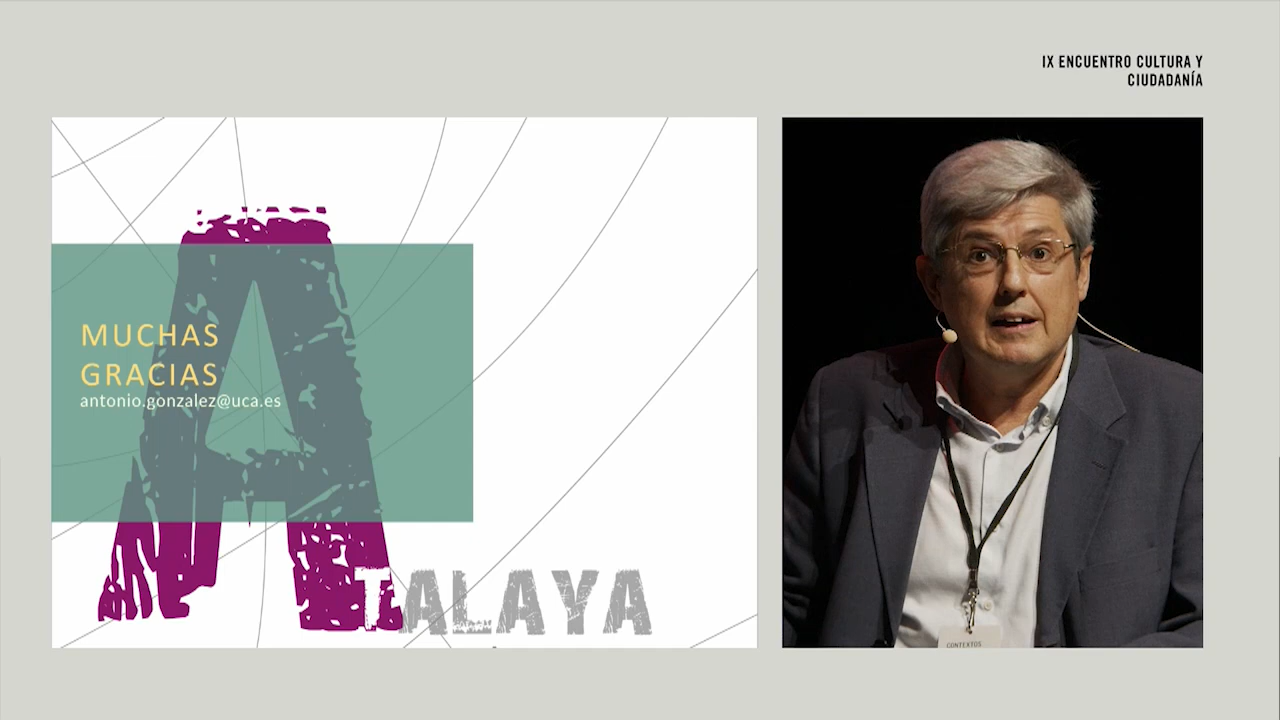 IX ENCUENTRO CULTURA Y
CIUDADANÍA
MUCHAS
GRACIAS
antonio.gonzalez@uca.es
ATALAYA
CONTEXTOS